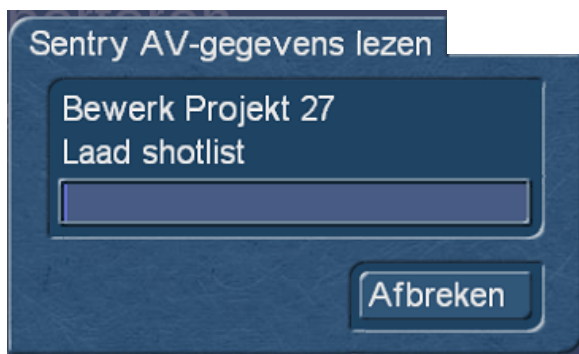 Sentry AV-gegevens lezen
Bewerk Projekt 27
Laad shotlist
Afbreken